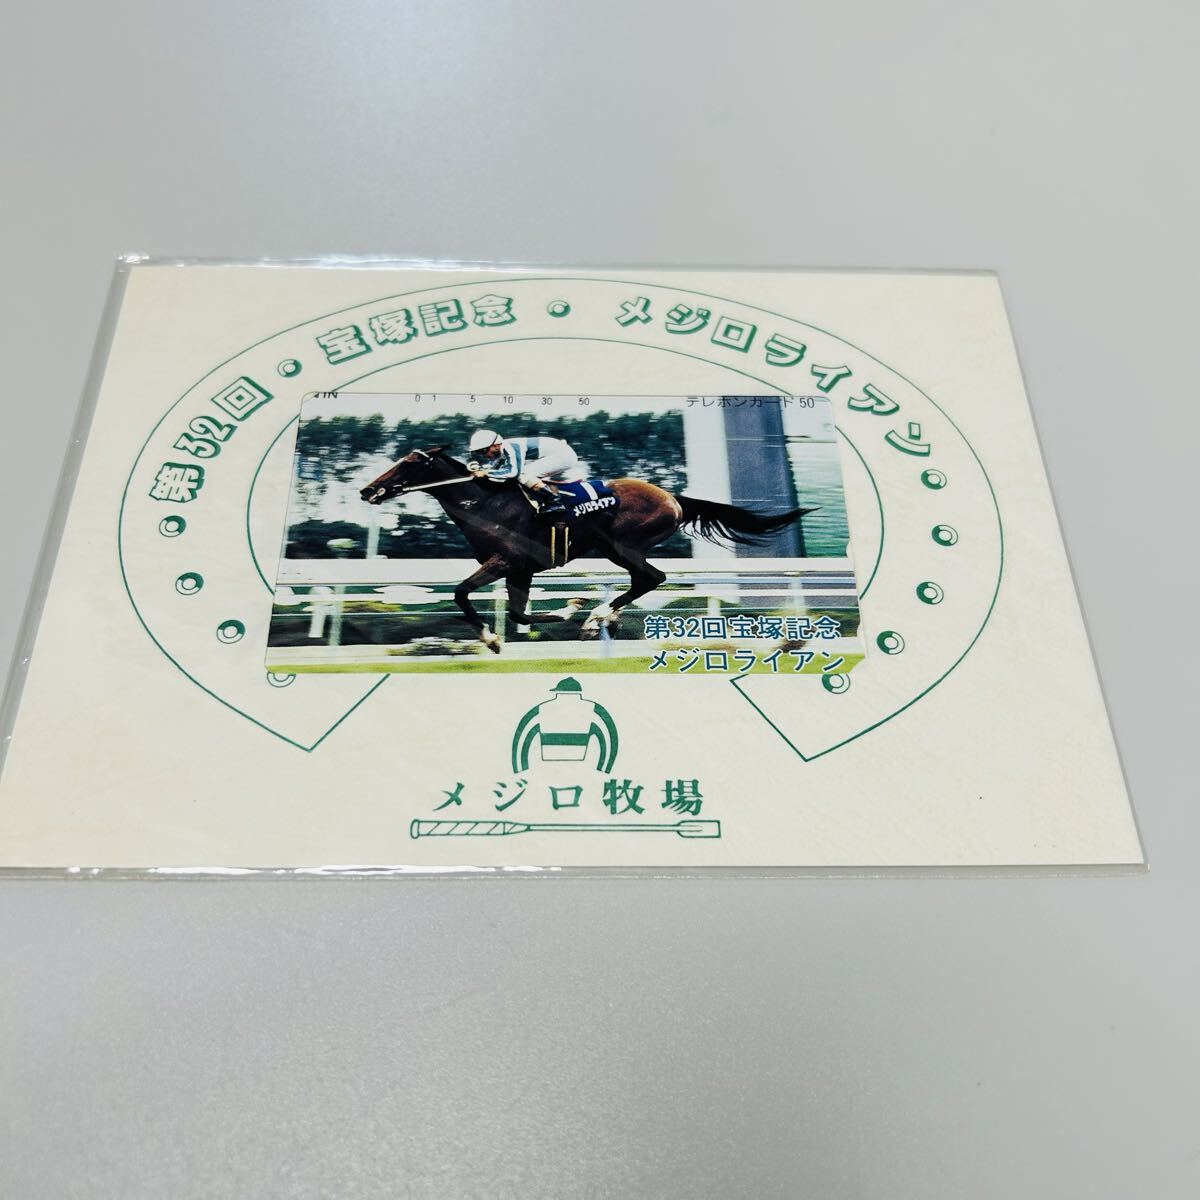 第32回・宝塚記念・メジロライアン
0 1 5 10 30 50 テレホンカード 50
メジロライアン
第32回宝塚記念
メジロライアン
メジロ牧場